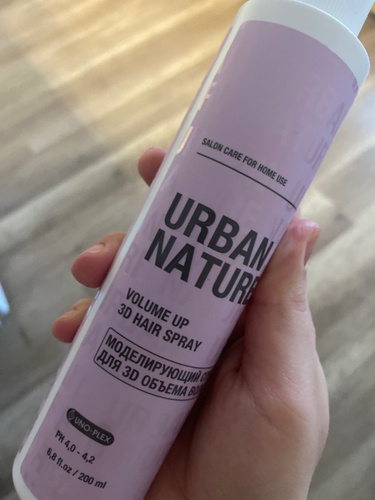 SALON CARE FOR HOME USE
URBAN
NATURE
VOLUME UP
3D HAIR SPRAY
МОДЕЛИРУЮЩИЙ
ДЛЯ 3D ОБЪЕМА
UNO-PLEX
PH 4,0 - 4,2
6,8 fl.oz / 200 ml